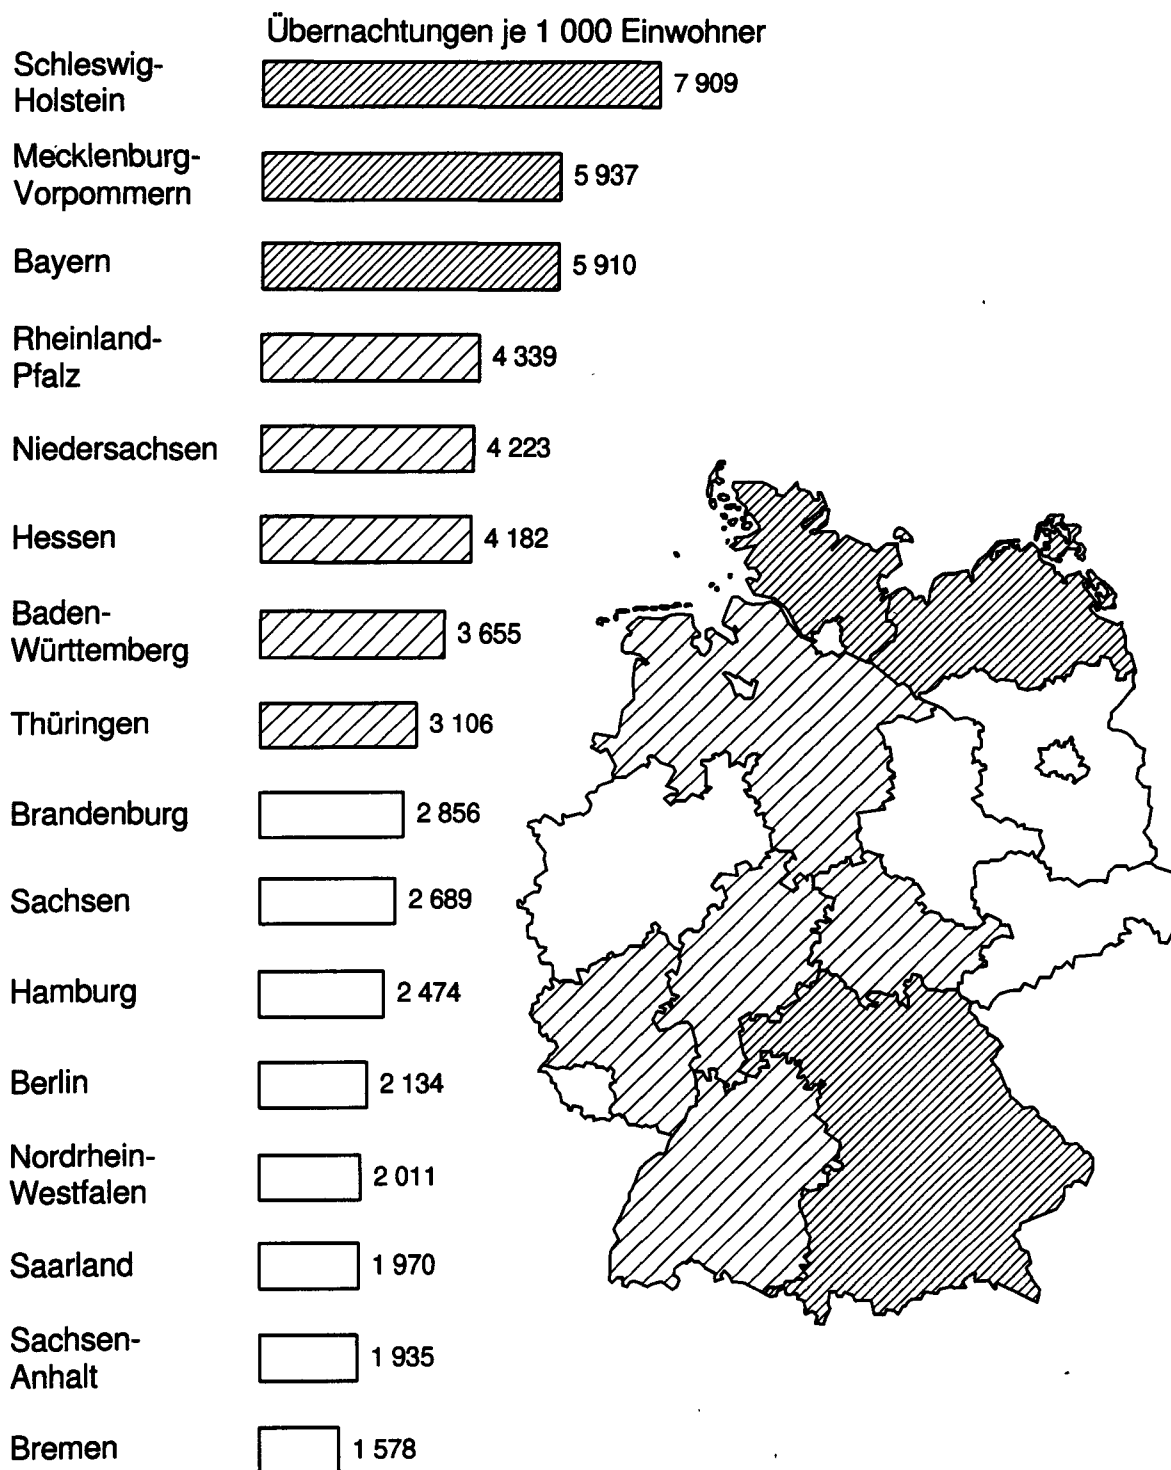 Übernachtungen je 1 000 Einwohner
Schleswig-
Holstein
7 909
Mecklenburg-
Vorpommern
5 937
Bayern
5 910
Rheinland-
Pfalz
4 339
Niedersachsen
4 223
Hessen
4 182
Baden-
Württemberg
3 655
Thüringen
3 106
Brandenburg
2 856
Sachsen
2 689
Hamburg
2 474
Berlin
2 134
Nordrhein-
Westfalen
2 011
Saarland
1 970
Sachsen-
Anhalt
1 935
Bremen
1 578